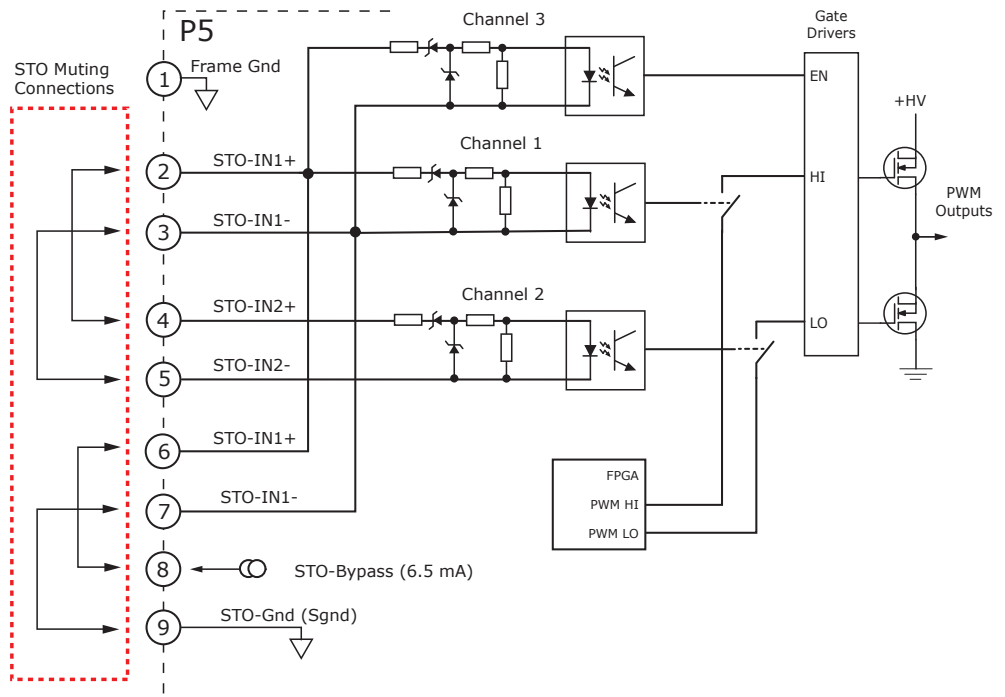 P5
Channel 3
Gate
Drivers
STO Muting
Connections
1
Frame Gnd
EN
+HV
2
STO-IN1+
Channel 1
HI
PWM
Outputs
3
STO-IN1-
4
STO-IN2+
Channel 2
LO
5
STO-IN2-
6
STO-IN1+
FPGA
7
STO-IN1-
PWM HI
PWM LO
8
STO-Bypass (6.5 mA)
9
STO-Gnd (Sgnd)